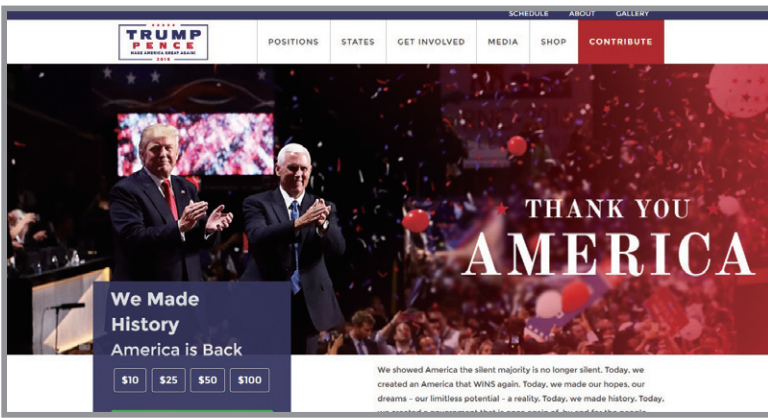 SCHEDULE ABOUT GALLERY
TRUMP
PENCE
MAKE AMERICA GREAT AGAIN!
2016
POSITIONS STATES GET INVOLVED MEDIA SHOP CONTRIBUTE
THANK YOU
AMERICA
We Made
History
America is Back
$10 $25 $50 $100
We showed America the silent majority is no longer silent. Today, we
created an America that WINS again. Today, we made our hopes, our
dreams – our limitless potential – a reality. Today, we made history. Today,